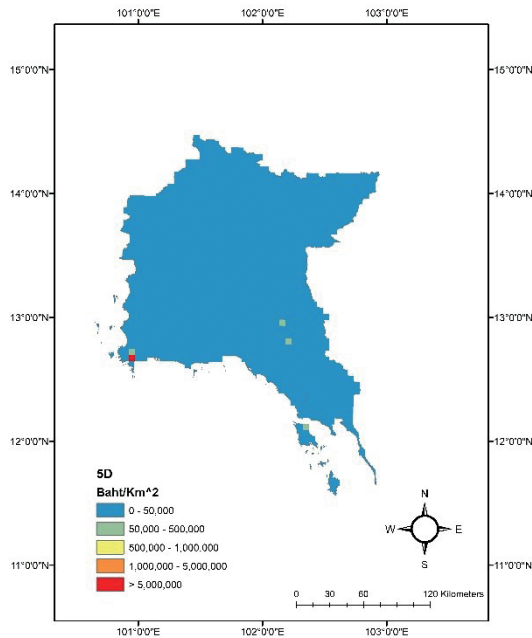 101°0'0"E 102°0'0"E 103°0'0"E
15°0'0"N 15°0'0"N
14°0'0"N 14°0'0"N
13°0'0"N 13°0'0"N
12°0'0"N 12°0'0"N
11°0'0"N 11°0'0"N
5D
Baht/Km^2
0 - 50,000
50,000 - 500,000
500,000 - 1,000.000
1,000,000 - 5,000,000
> 5,000,000
N
W E
S
0 30 60 120 Kilometers
101°0'0"E 102°0'0"E 103°0'0"E